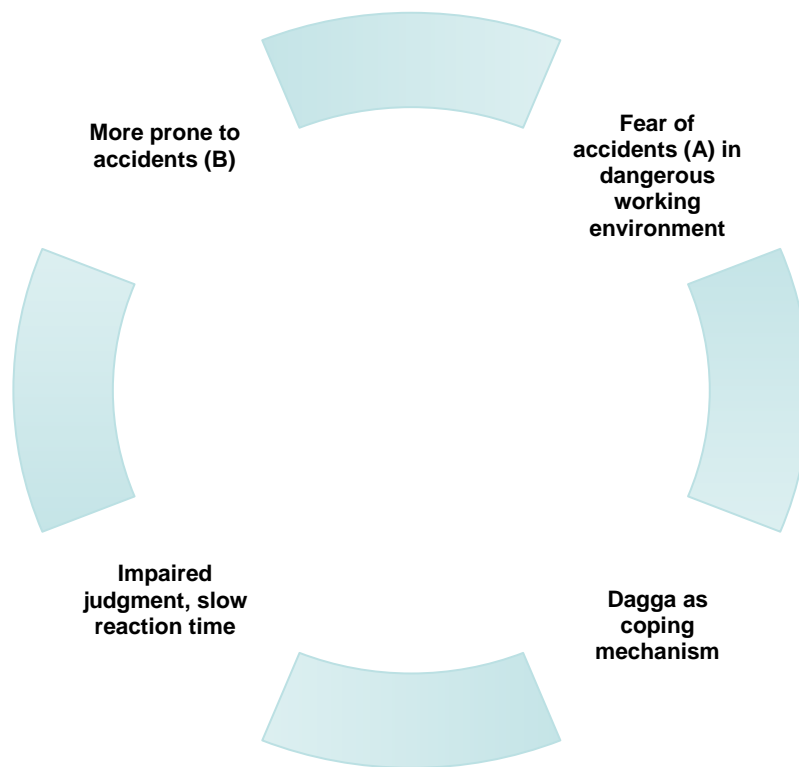 More prone to
accidents (B)
Fear of
accidents (A) in
dangerous
working
environment
Impaired
judgment, slow
reaction time
Dagga as
coping
mechanism